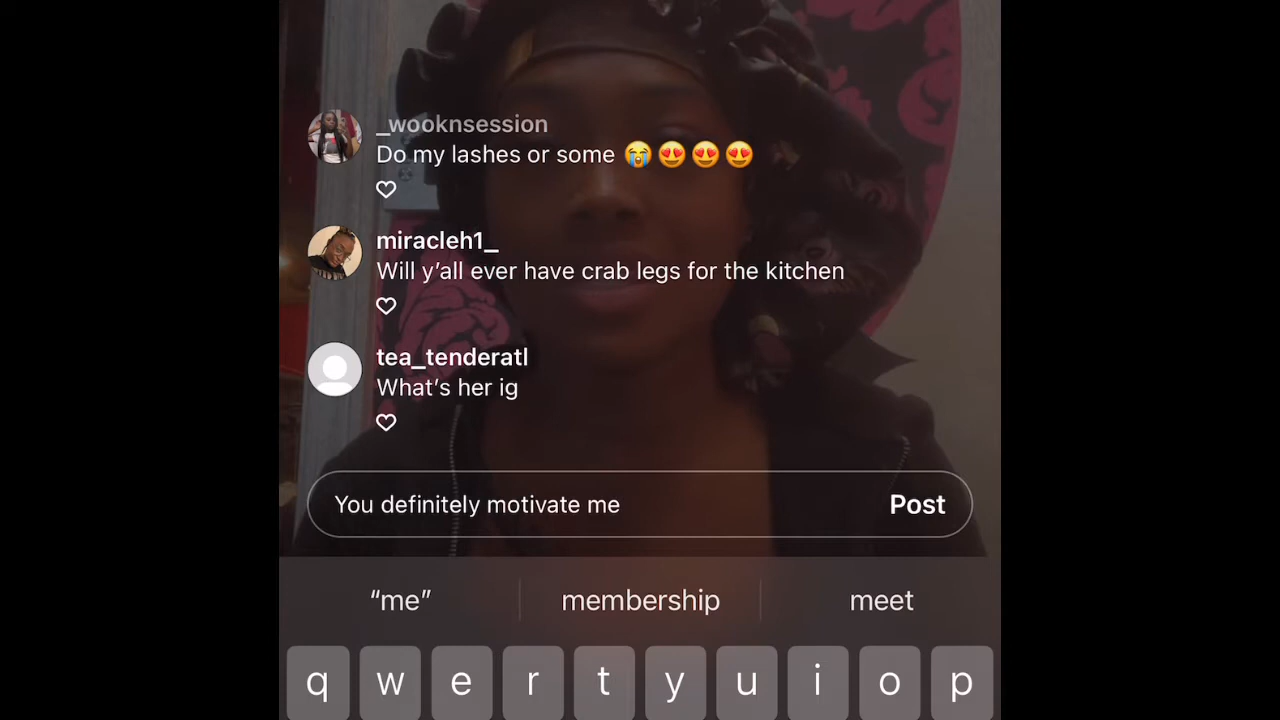 _wooknsession
Do my lashes or some 😭😍😍😍
miracleh1_
Will y’all ever have crab legs for the kitchen
tea_tenderatl
What’s her ig
You definitely motivate me
Post
“me”
membership
meet
q w e r t y u i o p